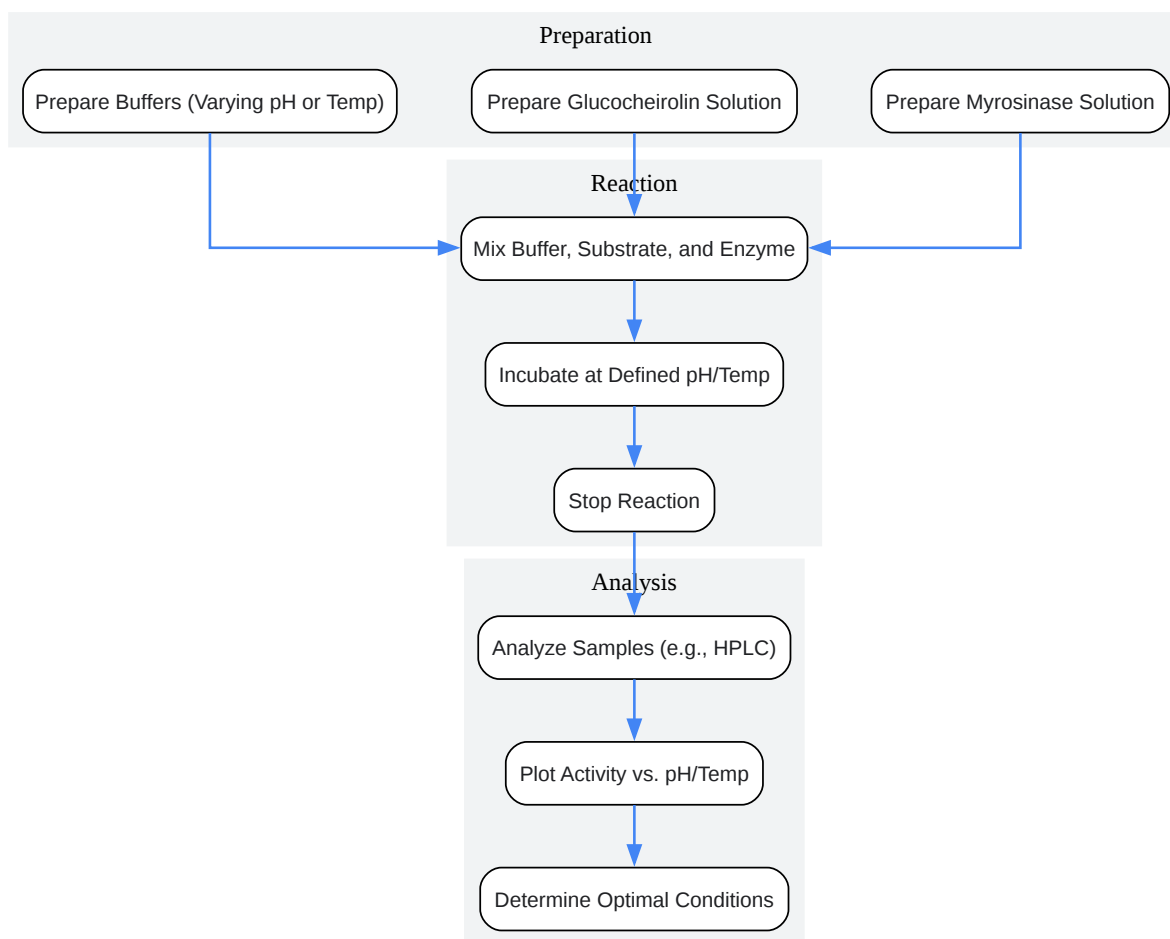 Preparation
Prepare Buffers (Varying pH or Temp)
Prepare Glucocheirolin Solution
Prepare Myrosinase Solution
Reaction
Mix Buffer, Substrate, and Enzyme
Incubate at Defined pH/Temp
Stop Reaction
Analysis
Analyze Samples (e.g., HPLC)
Plot Activity vs. pH/Temp
Determine Optimal Conditions